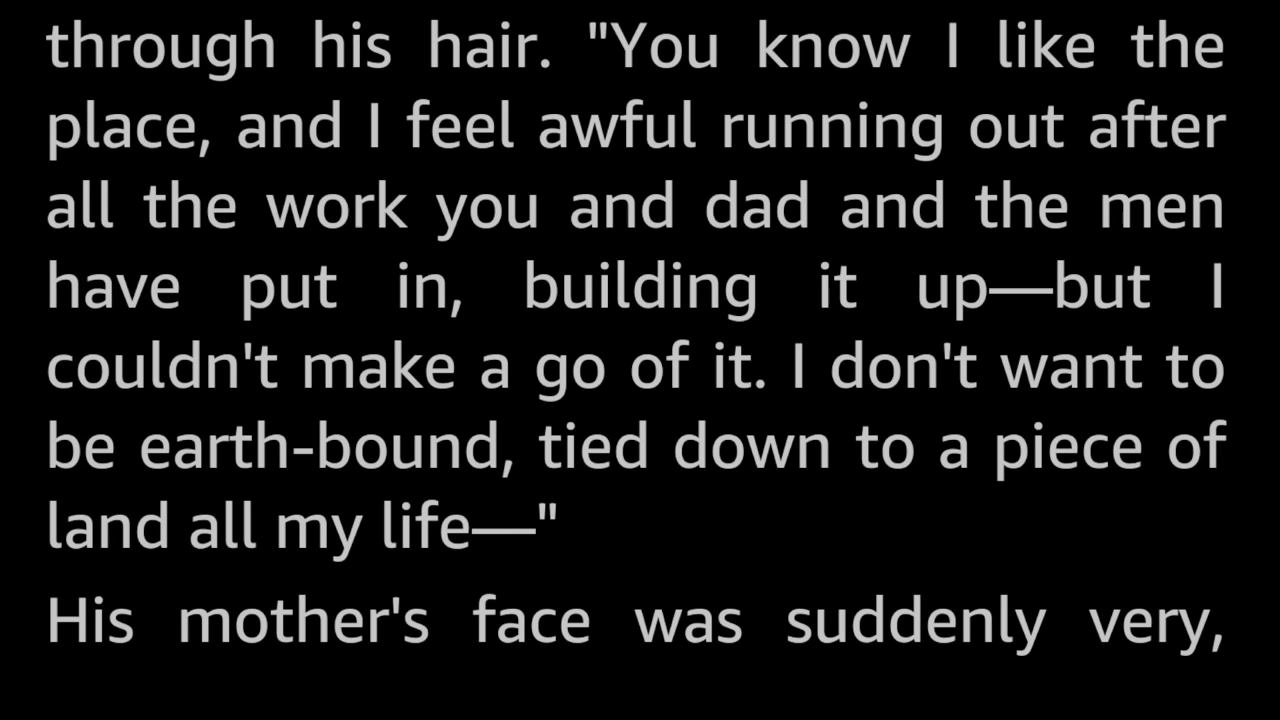 through his hair. "You know I like the
place, and I feel awful running out after
all the work you and dad and the men
have put in, building it up—but I
couldn't make a go of it. I don't want to
be earth-bound, tied down to a piece of
land all my life—"
His mother's face was suddenly very,